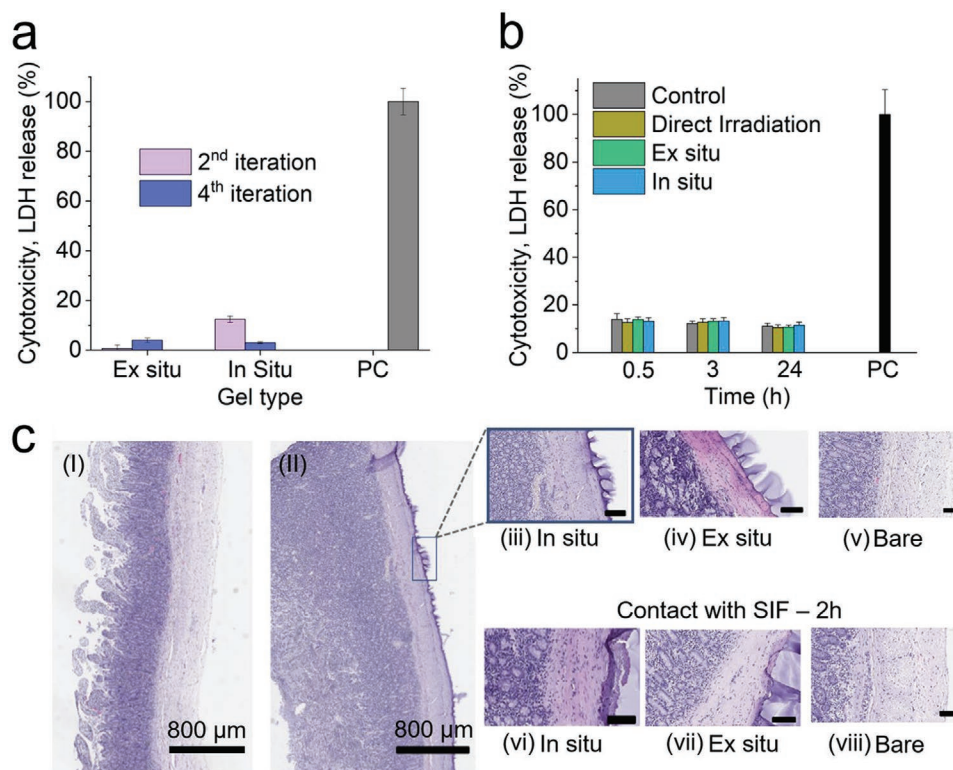 a
Cytotoxicity, LDH release (%)
100
80
60
40
20
0
2nd iteration
4th iteration
Ex situ
In Situ
PC
Gel type
b
Cytotoxicity, LDH release (%)
100
80
60
40
20
0
Control
Direct Irradiation
Ex situ
In situ
0.5
3
24
PC
Time (h)
c
(I)
800 µm
(II)
800 µm
(iii) In situ
(iv) Ex situ
(v) Bare
Contact with SIF – 2h
(vi) In situ
(vii) Ex situ
(viii) Bare